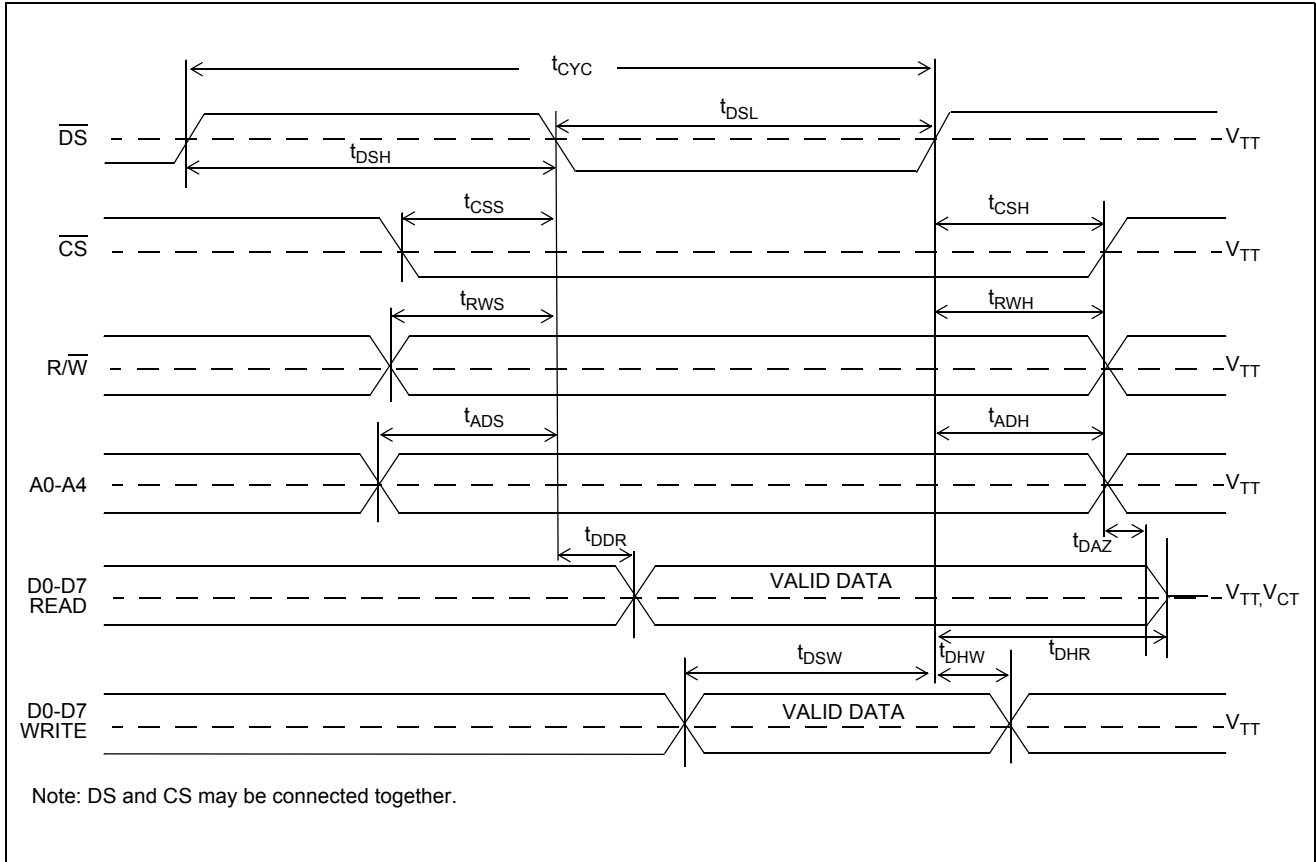 tCYC
tDSL
DS
VTT
tDSH
tCSS
tCSH
CS
VTT
tRWS
tRWH
R/W
VTT
tADS
tADH
A0-A4
VTT
tDDR
tDAZ
D0-D7
READ
VALID DATA
VTT,VCT
tDHR
tDSW
tDHW
D0-D7
WRITE
VALID DATA
VTT
Note: DS and CS may be connected together.